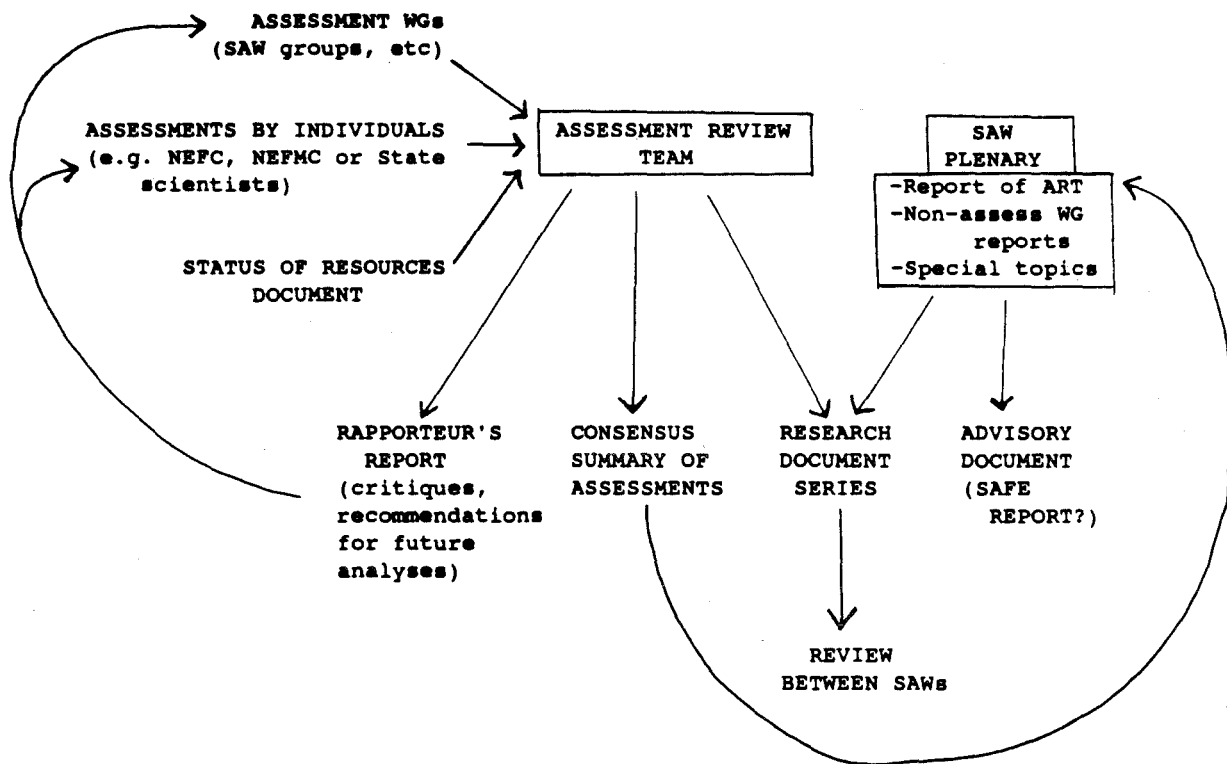 ASSESSMENT WGs
(SAW groups, etc)
ASSESSMENTS BY INDIVIDUALS
(e.g. NEFC, NEFMC or State
scientists)
STATUS OF RESOURCES
DOCUMENT
ASSESSMENT REVIEW
TEAM
SAW
PLENARY
-Report of ART
-Non-assess WG
reports
-Special topics
RAPPORTEUR'S
REPORT
(critiques,
recommendations
for future
analyses)
CONSENSUS
SUMMARY OF
ASSESSMENTS
RESEARCH
DOCUMENT
SERIES
ADVISORY
DOCUMENT
(SAFE
REPORT?)
REVIEW
BETWEEN SAWs